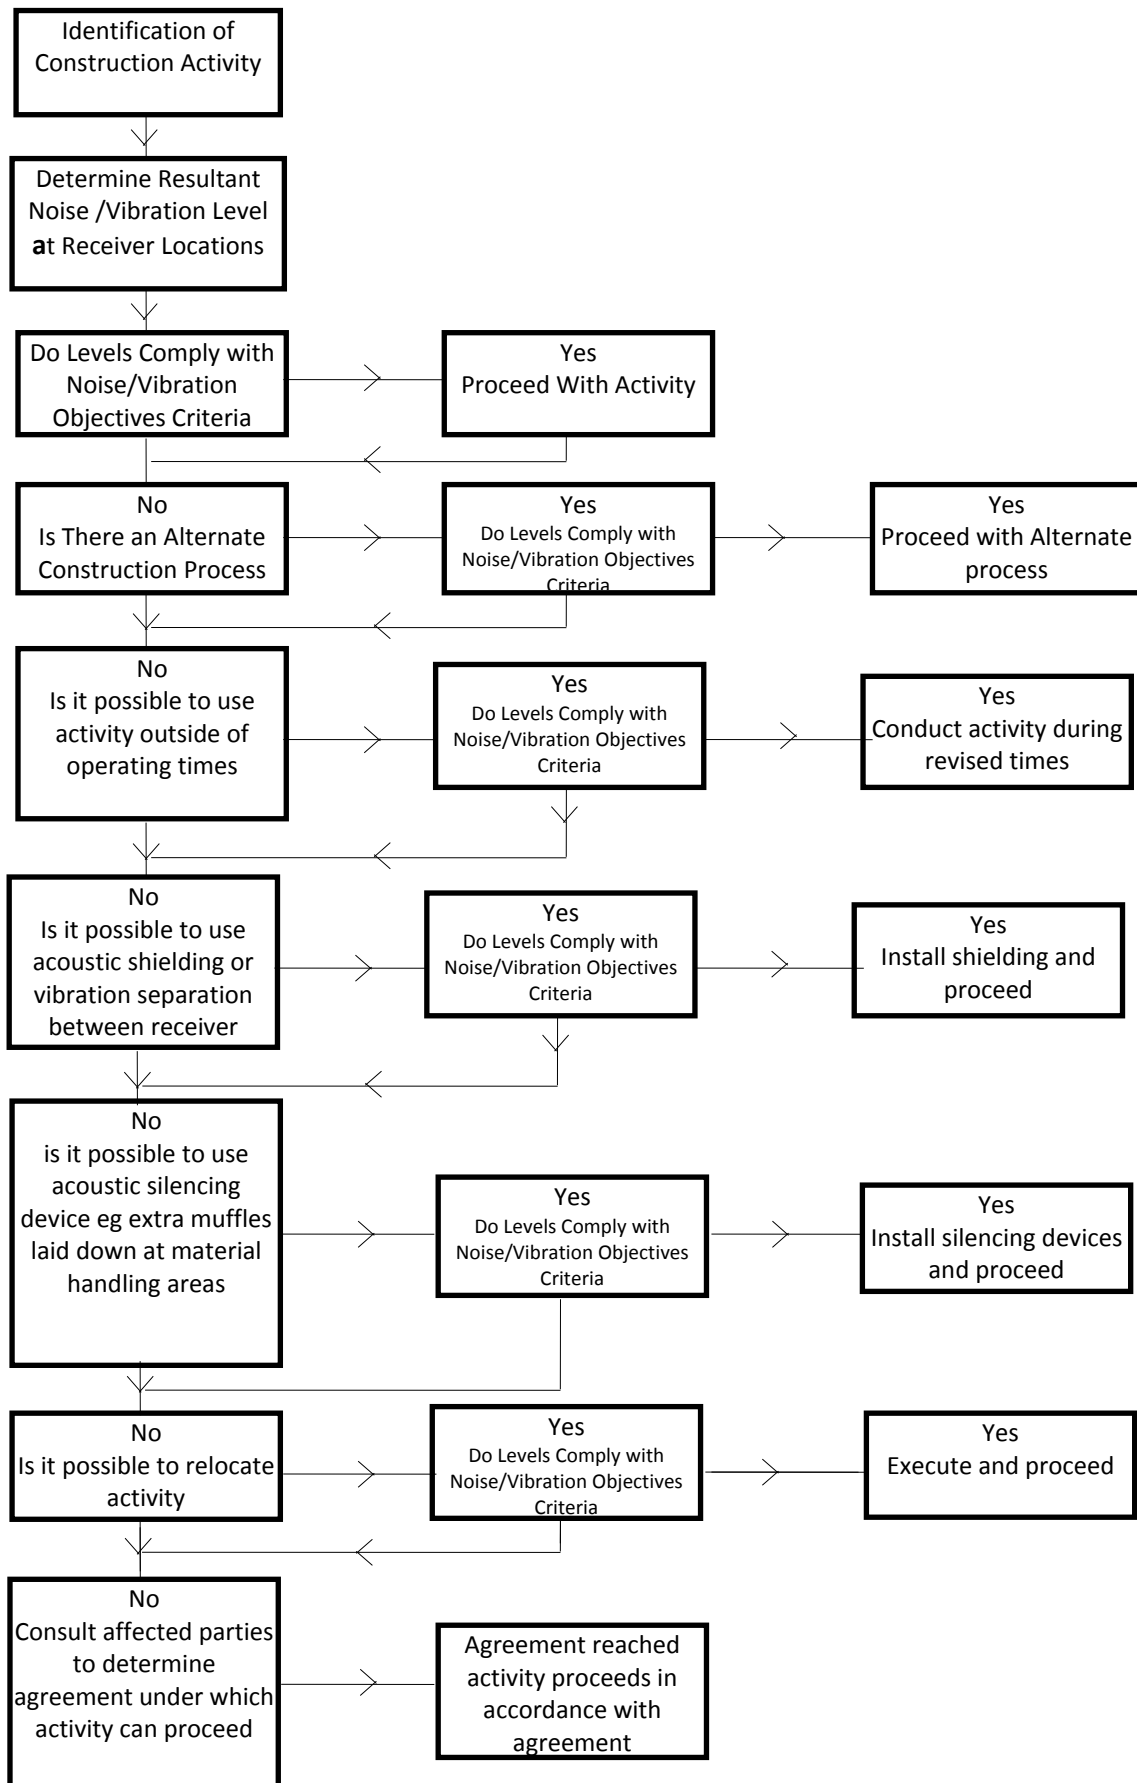 Identification of
Construction Activity
Determine Resultant
Noise /Vibration Level
at Receiver Locations
Do Levels Comply with
Noise/Vibration
Objectives Criteria
Yes
Proceed With Activity
No
Is There an Alternate
Construction Process
Yes
Do Levels Comply with
Noise/Vibration Objectives
Criteria
Yes
Proceed with Alternate
process
No
Is it possible to use
activity outside of
operating times
Yes
Do Levels Comply with
Noise/Vibration Objectives
Criteria
Yes
Conduct activity during
revised times
No
Is it possible to use
acoustic shielding or
vibration separation
between receiver
Yes
Do Levels Comply with
Noise/Vibration Objectives
Criteria
Yes
Install shielding and
proceed
No
is it possible to use
acoustic silencing
device eg extra muffles
laid down at material
handling areas
Yes
Do Levels Comply with
Noise/Vibration Objectives
Criteria
Yes
Install silencing devices
and proceed
No
Is it possible to relocate
activity
Yes
Do Levels Comply with
Noise/Vibration Objectives
Criteria
Yes
Execute and proceed
No
Consult affected parties
to determine
agreement under which
activity can proceed
Agreement reached
activity proceeds in
accordance with
agreement